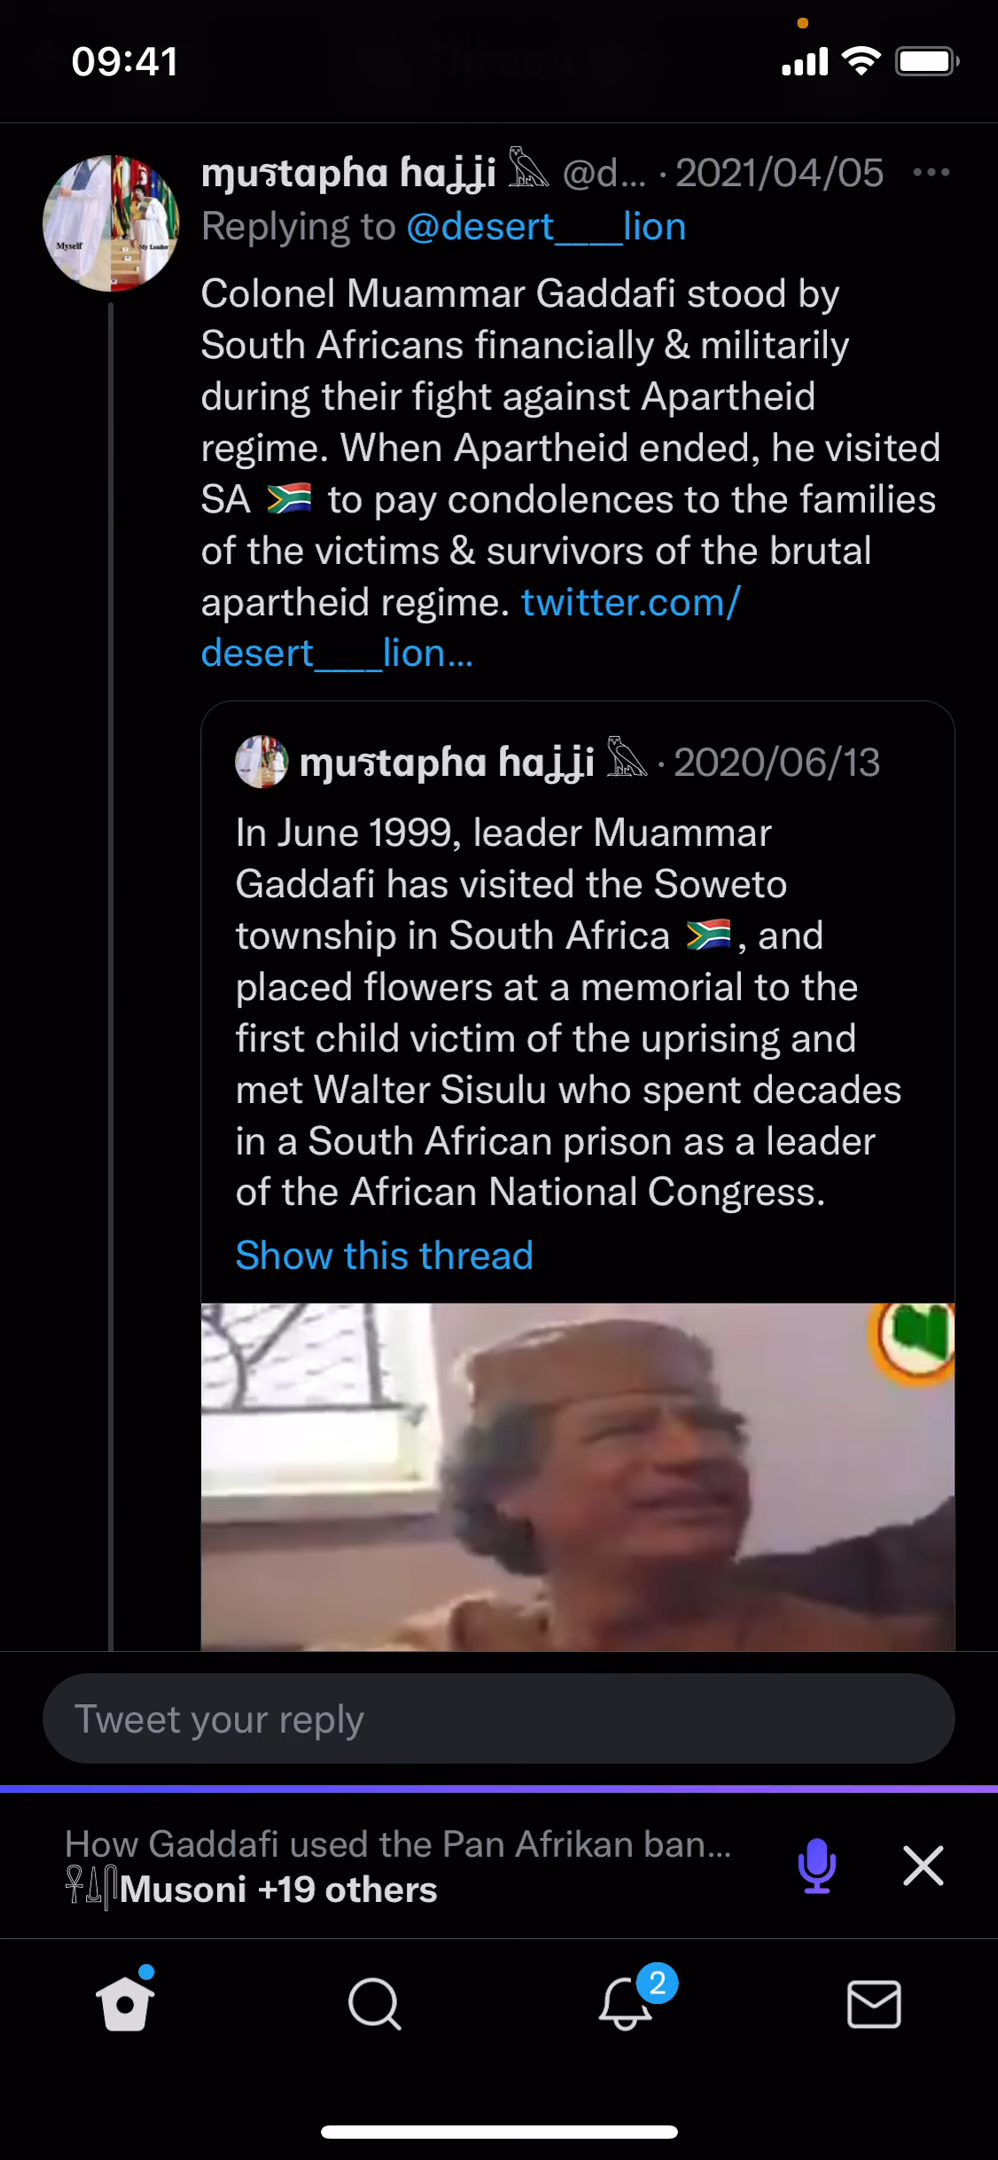 09:41
mustapha hajji 𓅓 @d... · 2021/04/05 ···
Replying to @desert____lion
Myself
My Leader
Colonel Muammar Gaddafi stood by
South Africans financially & militarily
during their fight against Apartheid
regime. When Apartheid ended, he visited
SA 🇿🇦 to pay condolences to the families
of the victims & survivors of the brutal
apartheid regime. twitter.com/
desert____lion...
mustapha hajji 𓅓 · 2020/06/13
In June 1999, leader Muammar
Gaddafi has visited the Soweto
township in South Africa 🇿🇦, and
placed flowers at a memorial to the
first child victim of the uprising and
met Walter Sisulu who spent decades
in a South African prison as a leader
of the African National Congress.
Show this thread
Tweet your reply
How Gaddafi used the Pan Afrikan ban...
Musoni +19 others
2